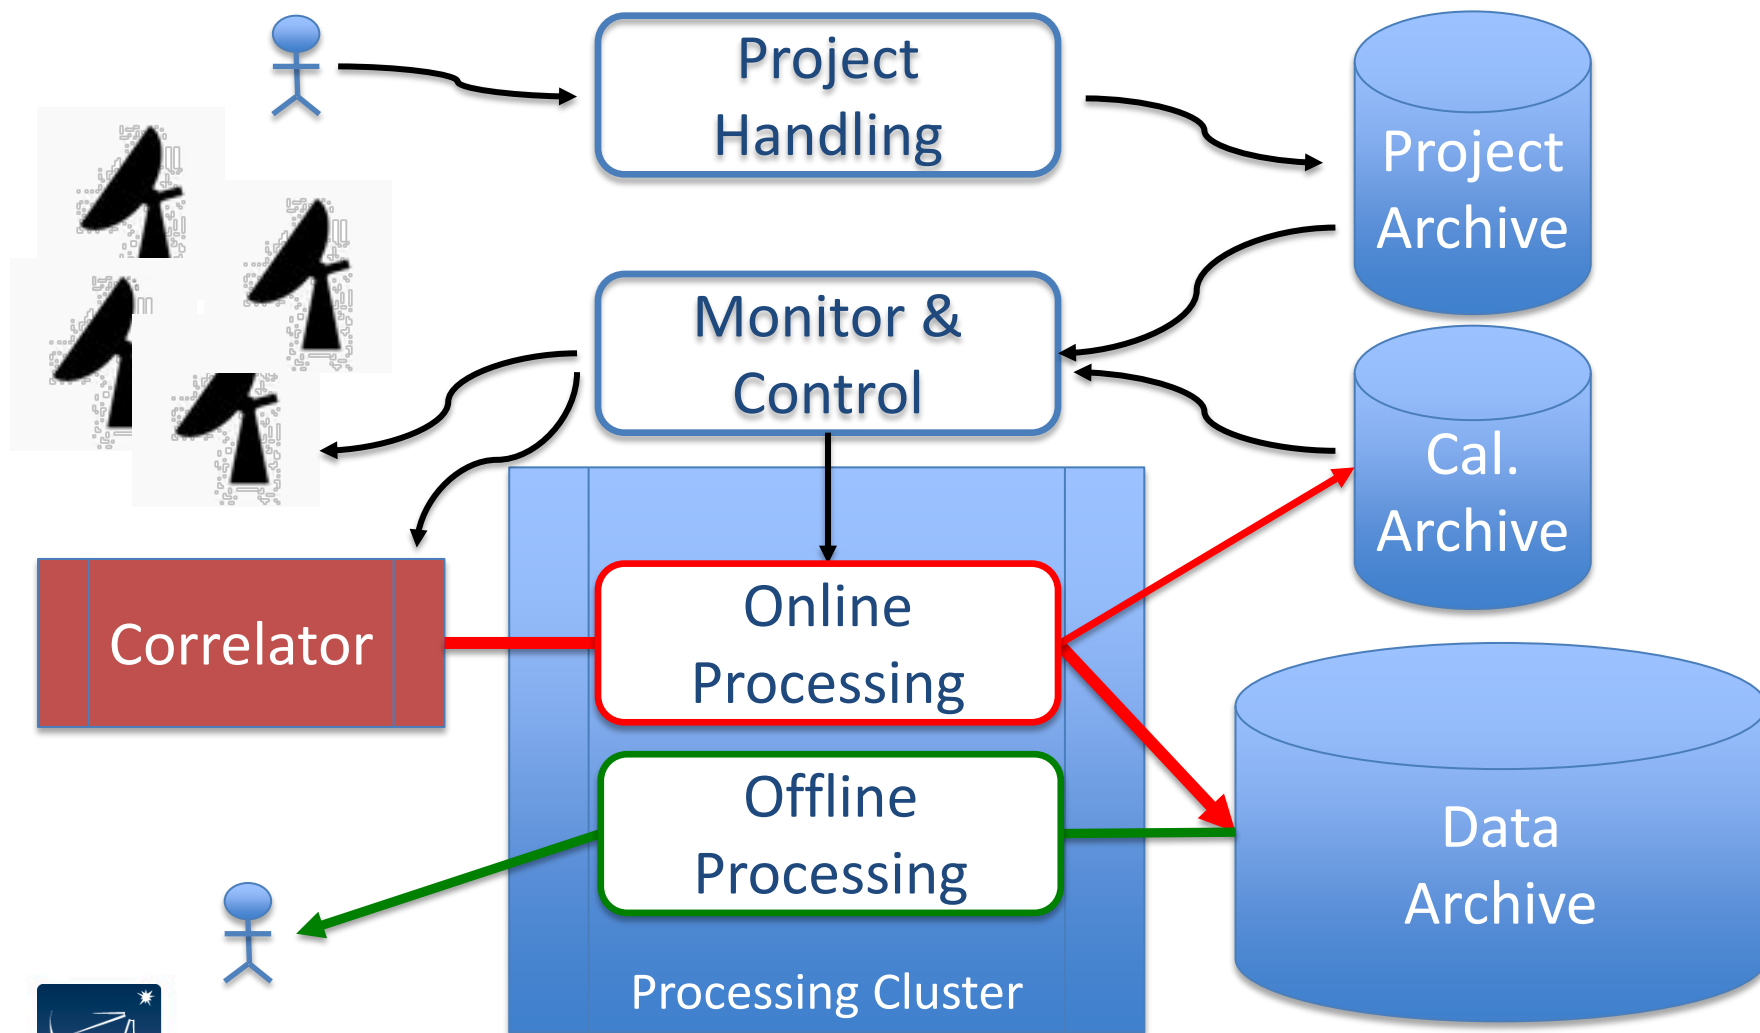 Project
Handling
Project
Archive
Monitor &
Control
Cal.
Archive
Correlator
Online
Processing
Offline
Processing
Data
Archive
Processing Cluster